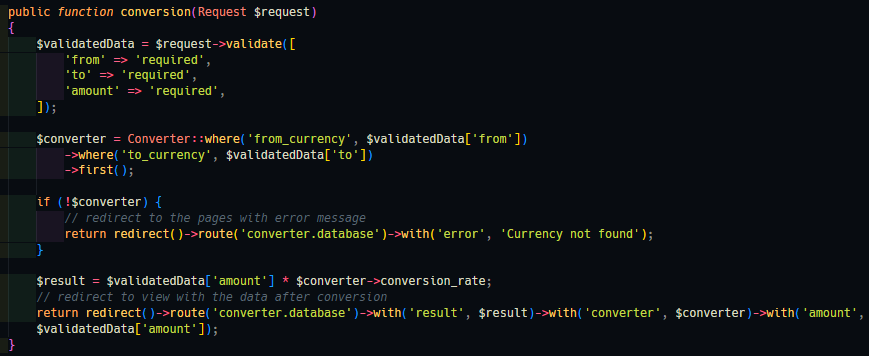 public function conversion(Request $request)
{
    $validatedData = $request->validate([
        'from' => 'required',
        'to' => 'required',
        'amount' => 'required',
    ]);

    $converter = Converter::where('from_currency', $validatedData['from'])
        ->where('to_currency', $validatedData['to'])
        ->first();

    if (!$converter) {
        // redirect to the pages with error message
        return redirect()->route('converter.database')->with('error', 'Currency not found');
    }

    $result = $validatedData['amount'] * $converter->conversion_rate;
    // redirect to view with the data after conversion
    return redirect()->route('converter.database')->with('result', $result)->with('converter', $converter)->with('amount',
    $validatedData['amount']);
}